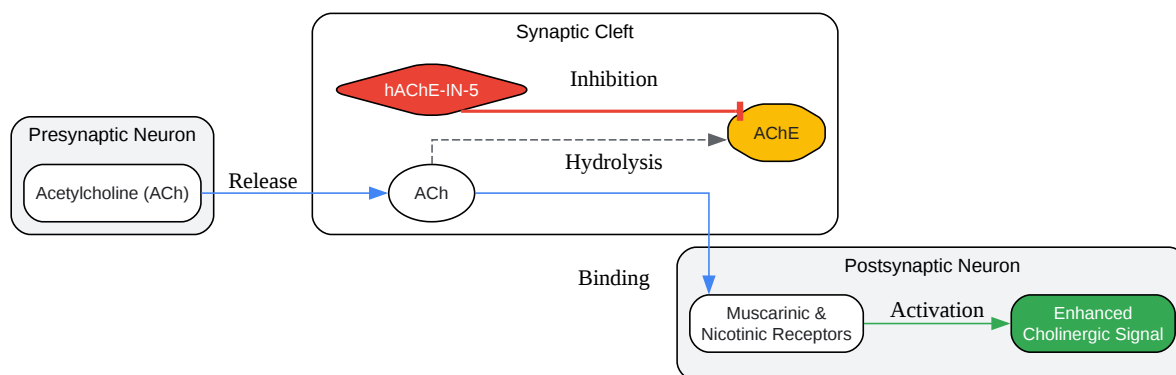 Synaptic Cleft
hAChE-IN-5
Inhibition
AChE
Presynaptic Neuron
Acetylcholine (ACh)
Release
Hydrolysis
ACh
Binding
Postsynaptic Neuron
Muscarinic &
Nicotinic Receptors
Activation
Enhanced
Cholinergic Signal